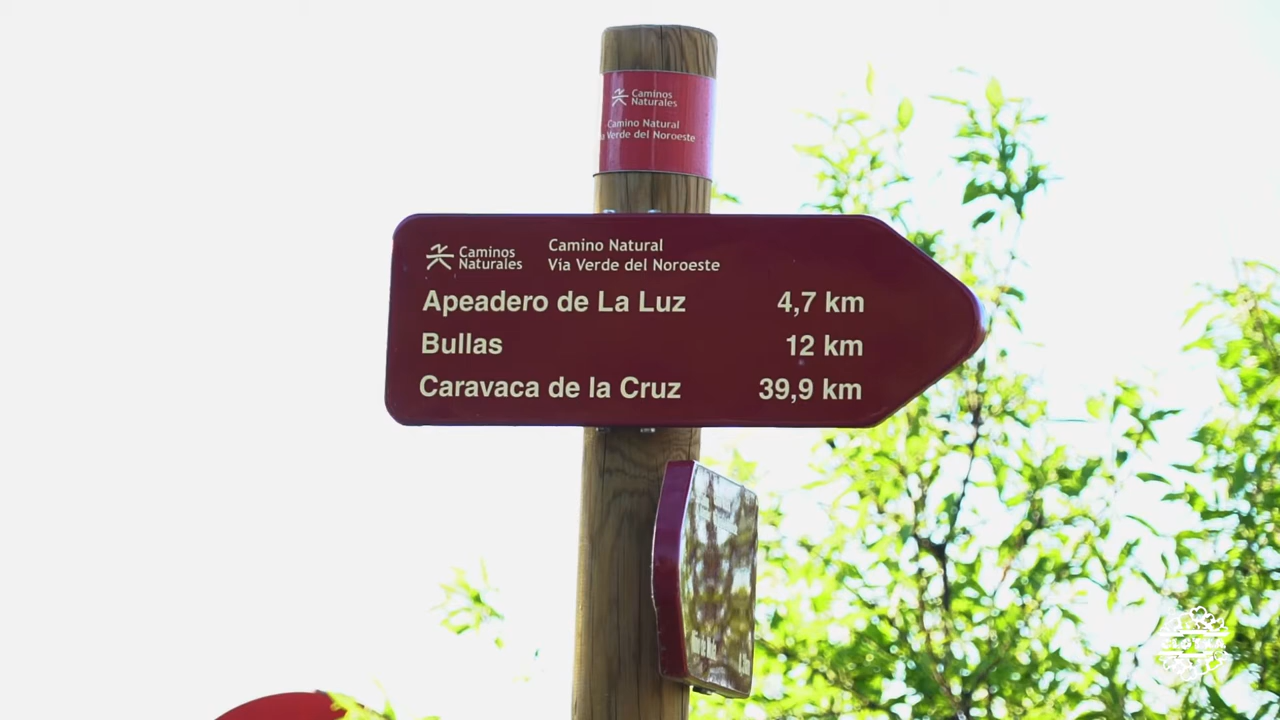 Caminos
Naturales
Camino Natural
Verde del Noroeste
Caminos
Naturales
Camino Natural
Vía Verde del Noroeste
Apeadero de La Luz 4,7 km
Bullas 12 km
Caravaca de la Cruz 39,9 km